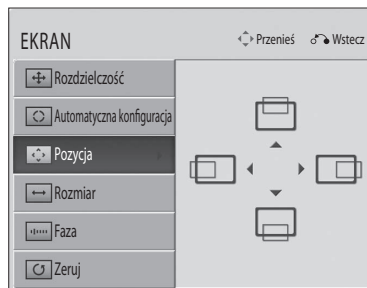 EKRAN
Przenieś Wstecz
Rozdzielczość
Automatyczna konfiguracja
Pozycja
Rozmiar
Faza
Zeruj